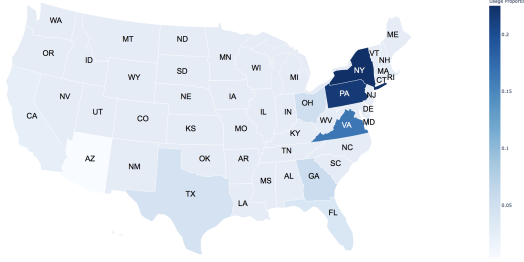 Usage Proporti
WA
ME
MT
ND
OR
MN
VT
ID
NH
SD
WI
NY
MA
WY
MI
CT
RI
0.2
NE
IA
PA
NJ
NV
OH
UT
IL
IN
DE
0.15
CA
CO
WV
MD
KS
MO
VA
KY
NC
0.1
AZ
OK
TN
NM
AR
SC
MS
AL
GA
TX
LA
0.05
FL